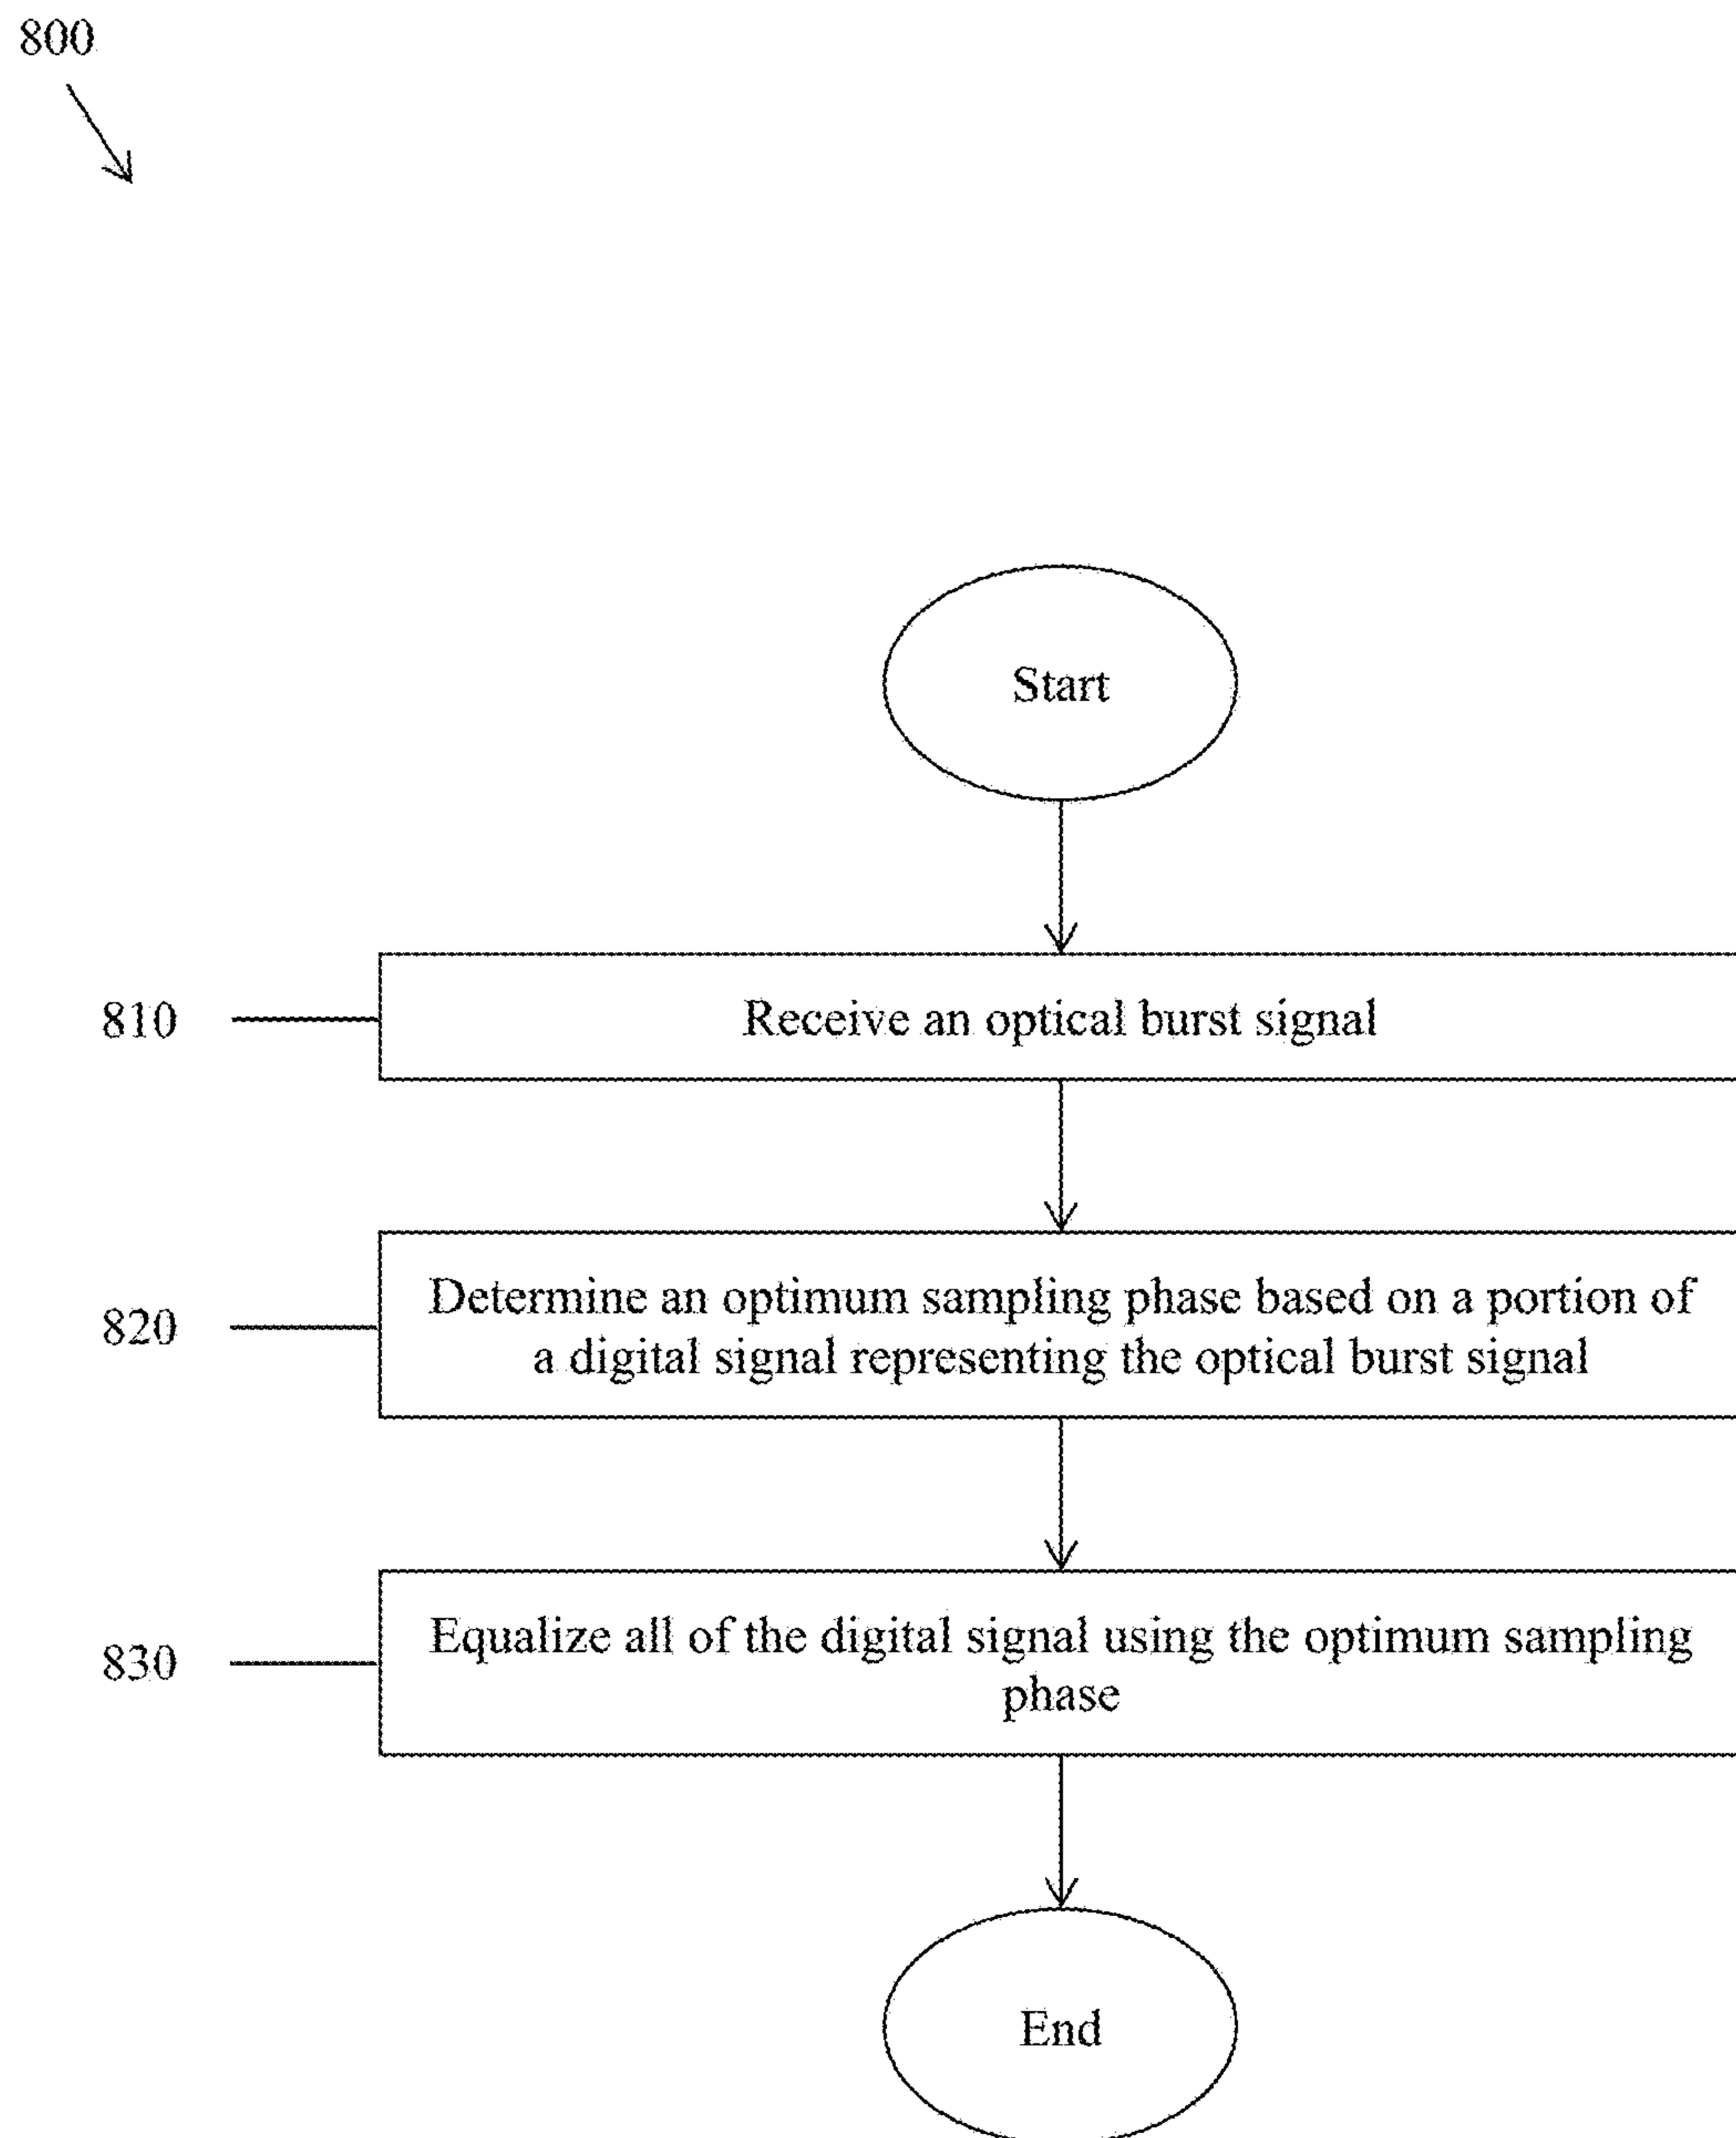 800
Start
810
Receive an optical burst signal
820
Determine an optimum sampling phase based on a portion of
a digital signal representing the optical burst signal
830
Equalize all of the digital signal using the optimum sampling
phase
End